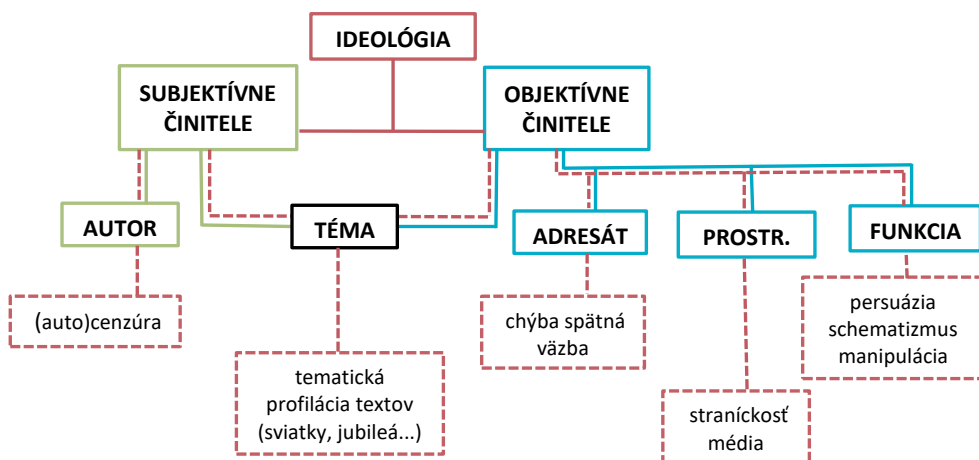 IDEOLÓGIA
SUBJEKTÍVNE
ČINITELE
OBJEKTÍVNE
ČINITELE
AUTOR
TÉMA
ADRESÁT
PROSTR.
FUNKCIA
(auto)cenzúra
tematická
profilácia textov
(sviatky, jubileá...)
chýba spätná
väzba
straníckosť
média
persuázia
schematizmus
manipulácia